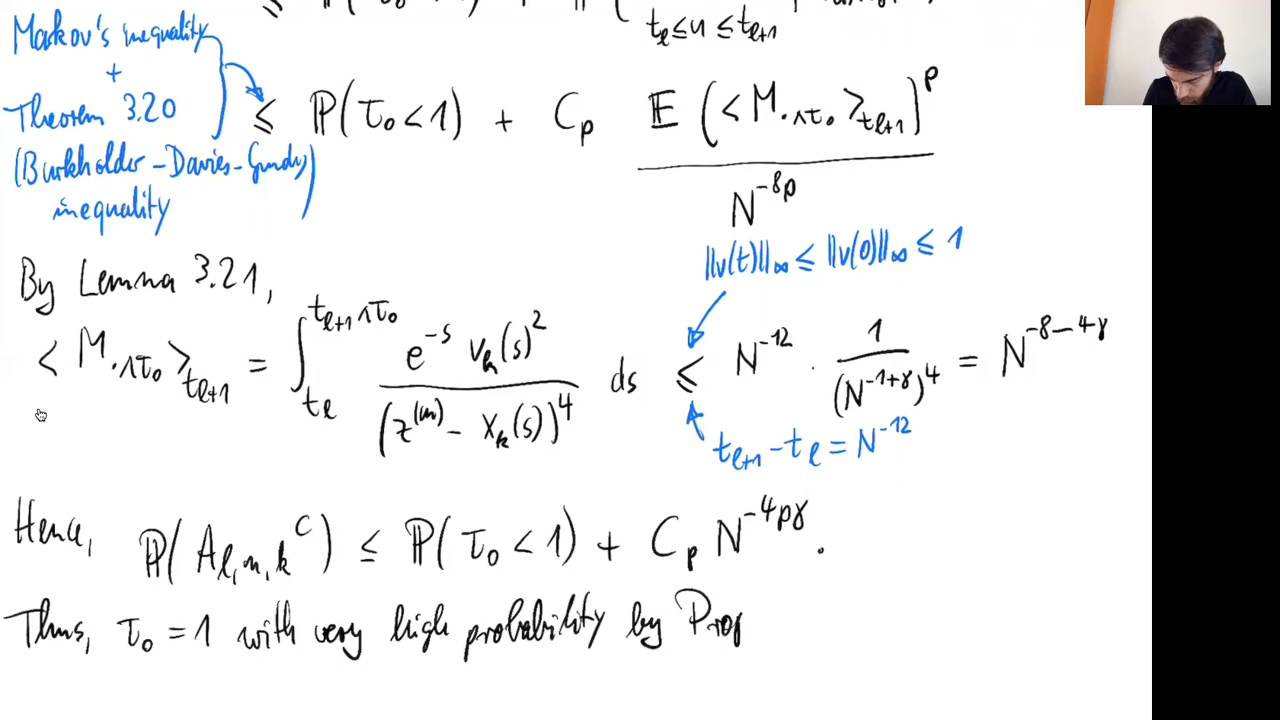 t_ℓ ≤ u ≤ t_{ℓ+1}
Markov's inequality
+
Theorem 3.20
(Burkholder-Davies-Gundy)
inequality
≤ ℙ(τ₀ < 1) + C_p 𝔼(<M_{·∧τ₀}>_{t_{ℓ+1}})^p / N^{-8p}
‖v(t)‖_∞ ≤ ‖v(0)‖_∞ ≤ 1
By Lemma 3.21,
<M_{·∧τ₀}>_{t_{ℓ+1}} = ∫_{t_ℓ}^{t_{ℓ+1}∧τ₀} e^{-s} v_k(s)² / (z^{(m)} - x_k(s))⁴ ds ≤ N^{-12} · 1/(N^{-1+γ})⁴ = N^{-8-4γ}
t_{ℓ+1} - t_ℓ = N^{-12}
Hence, ℙ(A_{ℓ,m,k}^c) ≤ ℙ(τ₀ < 1) + C_p N^{-4pγ}.
Thus, τ₀ = 1 with very high probability by Prop